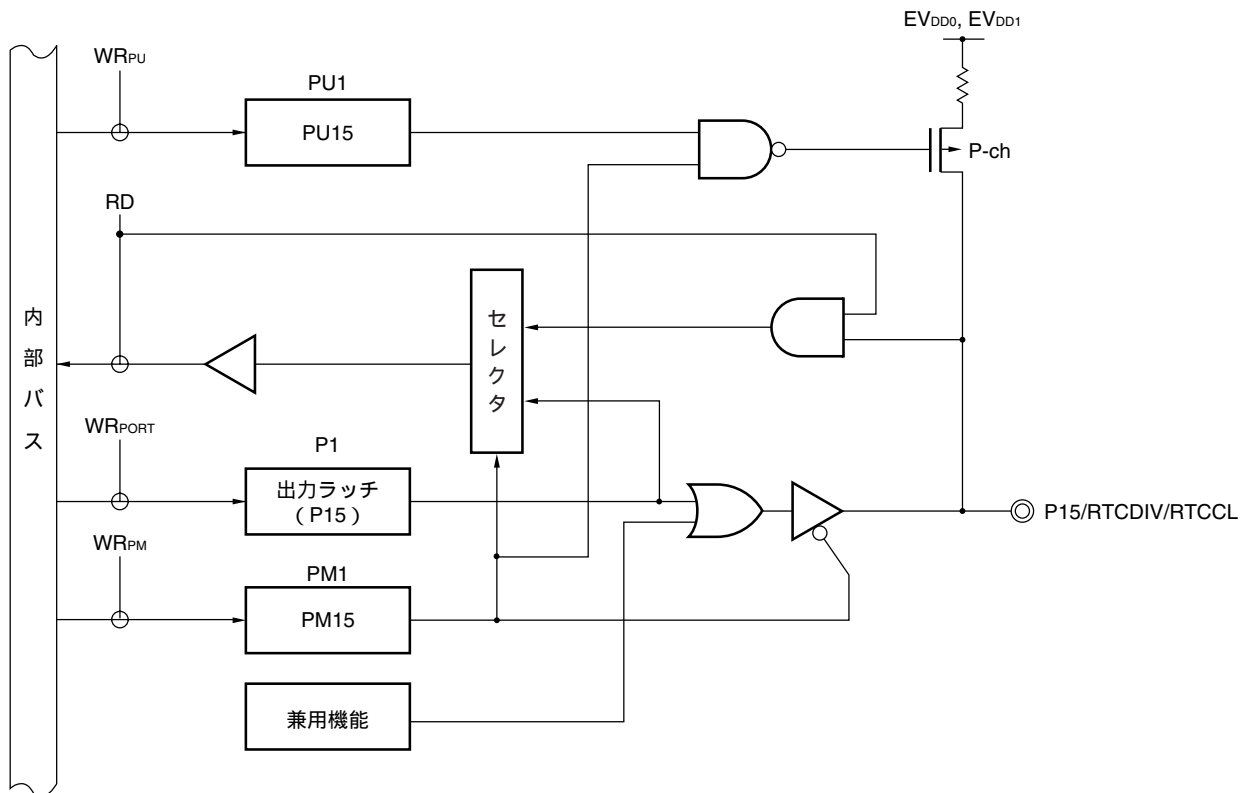 EVDD0, EVDD1
WRPU
PU1
PU15
P-ch
RD
内部バス
セレクタ
WRPORT
P1
出力ラッチ
（P15）
P15/RTCDIV/RTCCL
WRPM
PM1
PM15
兼用機能